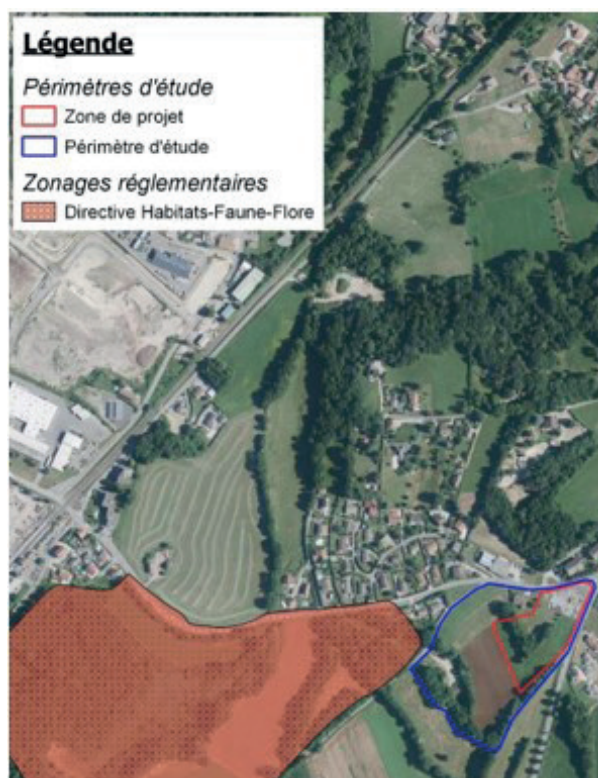 Légende
Périmètres d'étude
Zone de projet
Périmètre d'étude
Zonages réglementaires
Directive Habitats-Faune-Flore